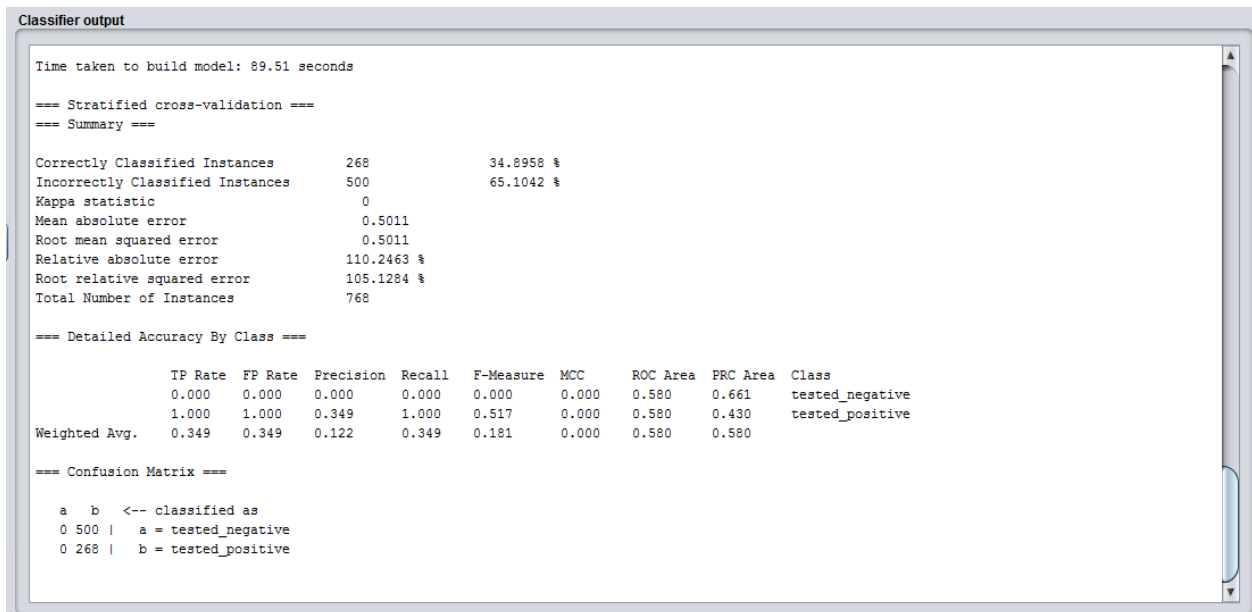 Classifier output
Time taken to build model: 89.51 seconds
=== Stratified cross-validation ===
=== Summary ===
Correctly Classified Instances 268 34.8958 %
Incorrectly Classified Instances 500 65.1042 %
Kappa statistic 0
Mean absolute error 0.5011
Root mean squared error 0.5011
Relative absolute error 110.2463 %
Root relative squared error 105.1284 %
Total Number of Instances 768
=== Detailed Accuracy By Class ===
TP Rate FP Rate Precision Recall F-Measure MCC ROC Area PRC Area Class
0.000 0.000 0.000 0.000 0.000 0.000 0.580 0.661 tested_negative
1.000 1.000 0.349 1.000 0.517 0.000 0.580 0.430 tested_positive
Weighted Avg. 0.349 0.349 0.122 0.349 0.181 0.000 0.580 0.580
=== Confusion Matrix ===
a b <-- classified as
0 500 | a = tested_negative
0 268 | b = tested_positive